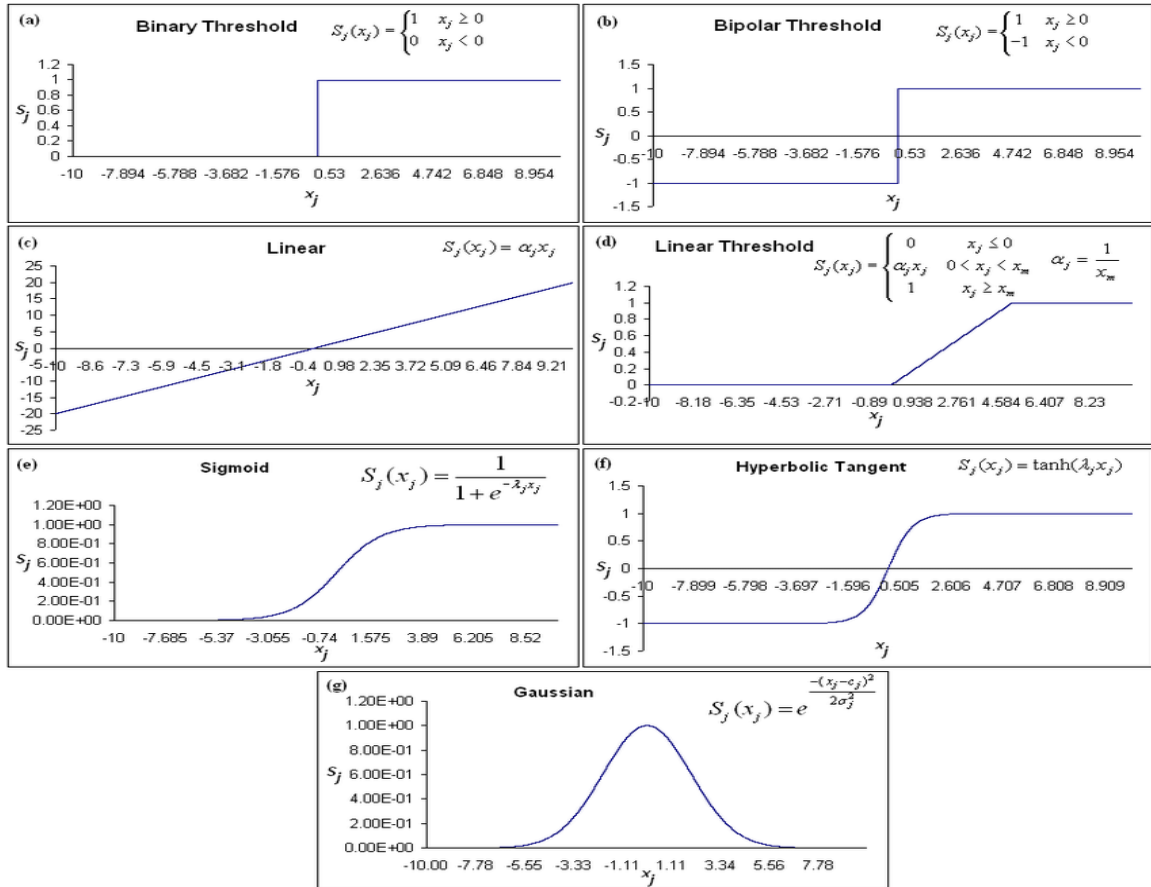 (a)
Binary Threshold
S_j(x_j) = { 1 x_j ≥ 0
0 x_j < 0
1.2
1
0.8
0.6
0.4
0.2
0
S_j
-10 -7.894 -5.788 -3.682 -1.576 0.53 2.636 4.742 6.848 8.954
x_j
(b)
Bipolar Threshold
S_j(x_j) = { 1 x_j ≥ 0
-1 x_j < 0
1.5
1
0.5
0
-0.5
-1
-1.5
S_j
-10 -7.894 -5.788 -3.682 -1.576 0.53 2.636 4.742 6.848 8.954
x_j
(c)
Linear
S_j(x_j) = α_j x_j
25
20
15
10
5
0
-5
-10
-15
-20
-25
S_j
-10 -8.6 -7.3 -5.9 -4.5 -3.1 -1.8 -0.4 0.98 2.35 3.72 5.09 6.46 7.84 9.21
x_j
(d)
Linear Threshold
S_j(x_j) = { 0 x_j ≤ 0
α_j x_j 0 < x_j < x_m
1 x_j ≥ x_m
α_j = 1/x_m
1.2
1
0.8
0.6
0.4
0.2
0
-0.2
S_j
-10 -8.18 -6.35 -4.53 -2.71 -0.89 0.938 2.761 4.584 6.407 8.23
x_j
(e)
Sigmoid
S_j(x_j) = 1/(1 + e^(-λ_j x_j))
1.20E+00
1.00E+00
8.00E-01
6.00E-01
4.00E-01
2.00E-01
0.00E+00
S_j
-10 -7.685 -5.37 -3.055 -0.74 1.575 3.89 6.205 8.52
x_j
(f)
Hyperbolic Tangent
S_j(x_j) = tanh(λ_j x_j)
1.5
1
0.5
0
-0.5
-1
-1.5
S_j
-10 -7.899 -5.798 -3.697 -1.596 0.505 2.606 4.707 6.808 8.909
x_j
(g)
Gaussian
S_j(x_j) = e^(-(x_j-c_j)^2/2σ_j^2)
1.20E+00
1.00E+00
8.00E-01
6.00E-01
4.00E-01
2.00E-01
0.00E+00
S_j
-10.00 -7.78 -5.55 -3.33 -1.11 1.11 3.34 5.56 7.78
x_j